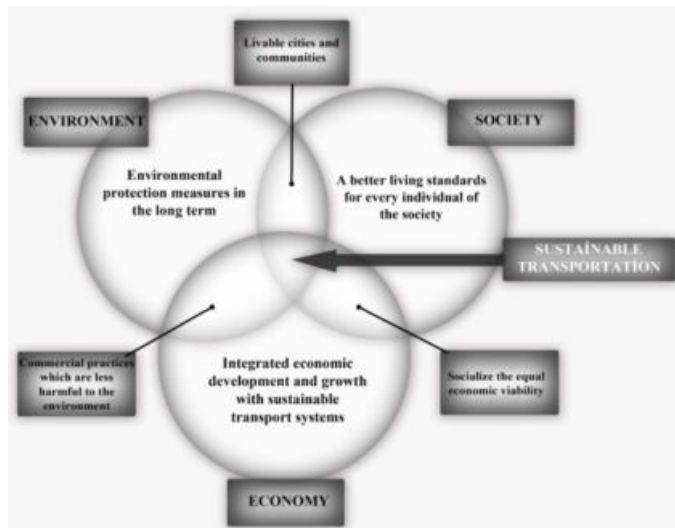 Livable cities and
communities
ENVIRONMENT
SOCIETY
Environmental
protection measures in
the long term
A better living standards
for every individual of
the society
SUSTAİNABLE
TRANSPORTATİON
Commercial practices
which are less
harmful to the
environment
Integrated economic
development and growth
with sustainable
transport systems
Socialize the equal
economic viability
ECONOMY